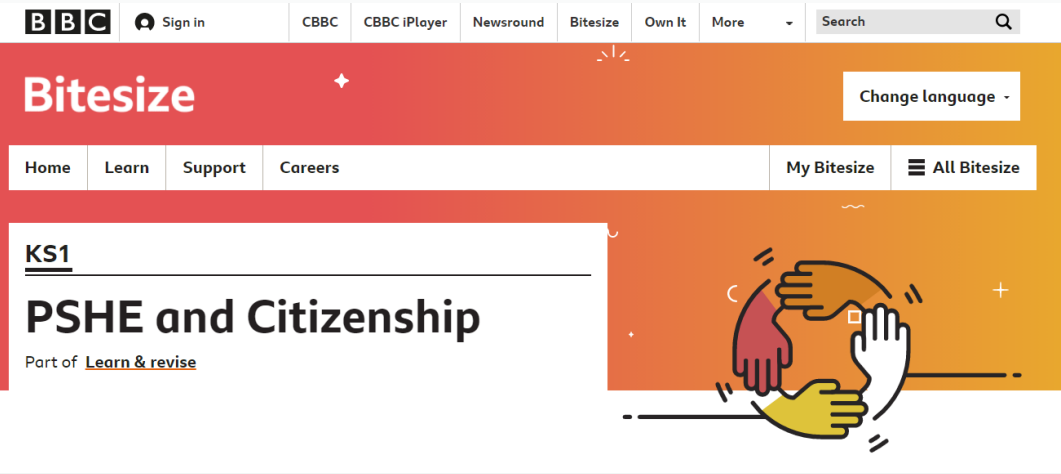 BBC Sign in CBBC CBBC iPlayer Newsround Bitesize Own It More Search
Bitesize
Change language
Home Learn Support Careers My Bitesize All Bitesize
KS1
PSHE and Citizenship
Part of Learn & revise